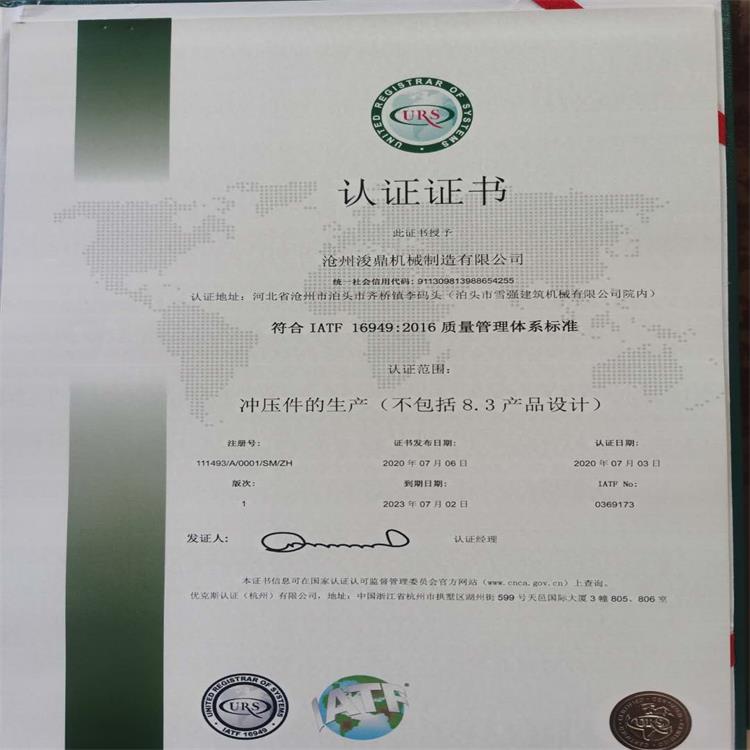 UNITED REGISTRAR OF SYSTEMS
URS
认证证书
此证书授予
沧州浚鼎机械制造有限公司
统一社会信用代码: 911309813988654255
认证地址: 河北省沧州市泊头市齐桥镇李码头(泊头市雪强建筑机械有限公司院内)
符合 IATF 16949:2016 质量管理体系标准
认证范围:
冲压件的生产(不包括 8.3 产品设计)
注册号: 证书发布日期: 认证日期:
111493/A/0001/SM/ZH 2020 年 07 月 06 日 2020 年 07 月 03 日
版次: 到期日期: IATF No:
1 2023 年 07 月 02 日 0369173
发证人: 认证经理
本证书信息可在国家认证认可监督管理委员会官方网站(www.cnca.gov.cn)上查询。
优克斯认证(杭州)有限公司, 地址: 中国浙江省杭州市拱墅区湖州街 599 号天邑国际大厦 3 幢 805、806 室
UNITED REGISTRAR OF SYSTEMS
URS
IATF 16949
IATF
URS